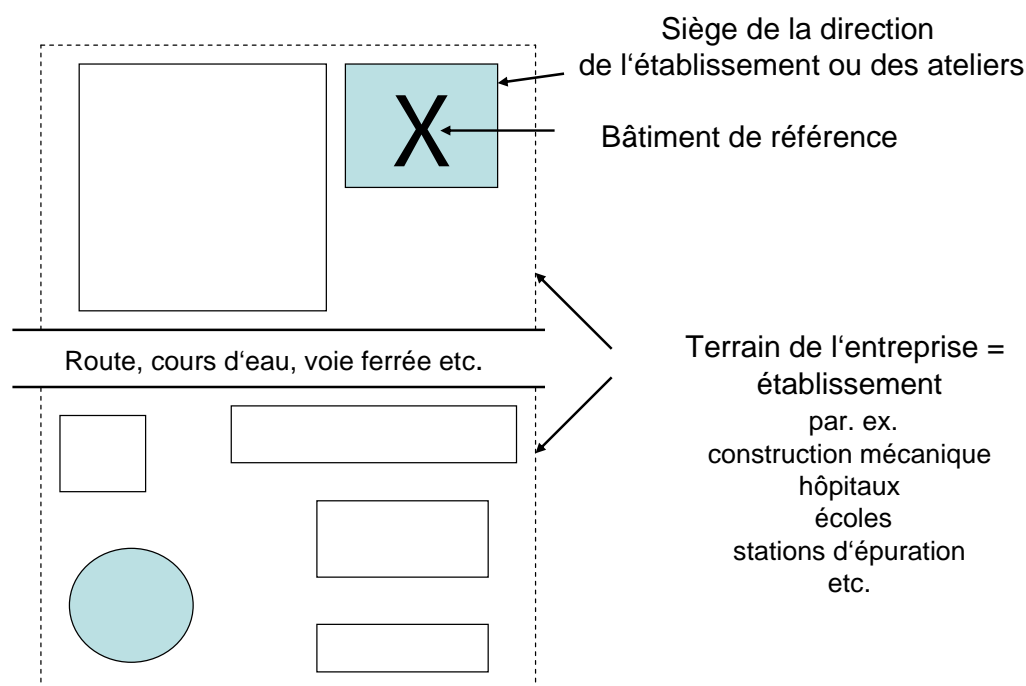 Siège de la direction
de l‘établissement ou des ateliers
X
Bâtiment de référence
Route, cours d‘eau, voie ferrée etc.
Terrain de l‘entreprise =
établissement
par. ex.
construction mécanique
hôpitaux
écoles
stations d‘épuration
etc.